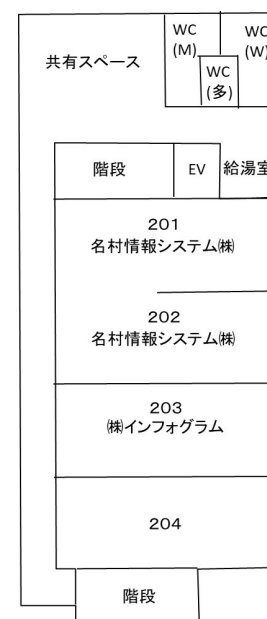 共有スペース
WC
(M)
WC
(W)
WC
(多)
階段
EV
給湯室
201
名村情報システム㈱
202
名村情報システム㈱
203
㈱インフォグラム
204
階段